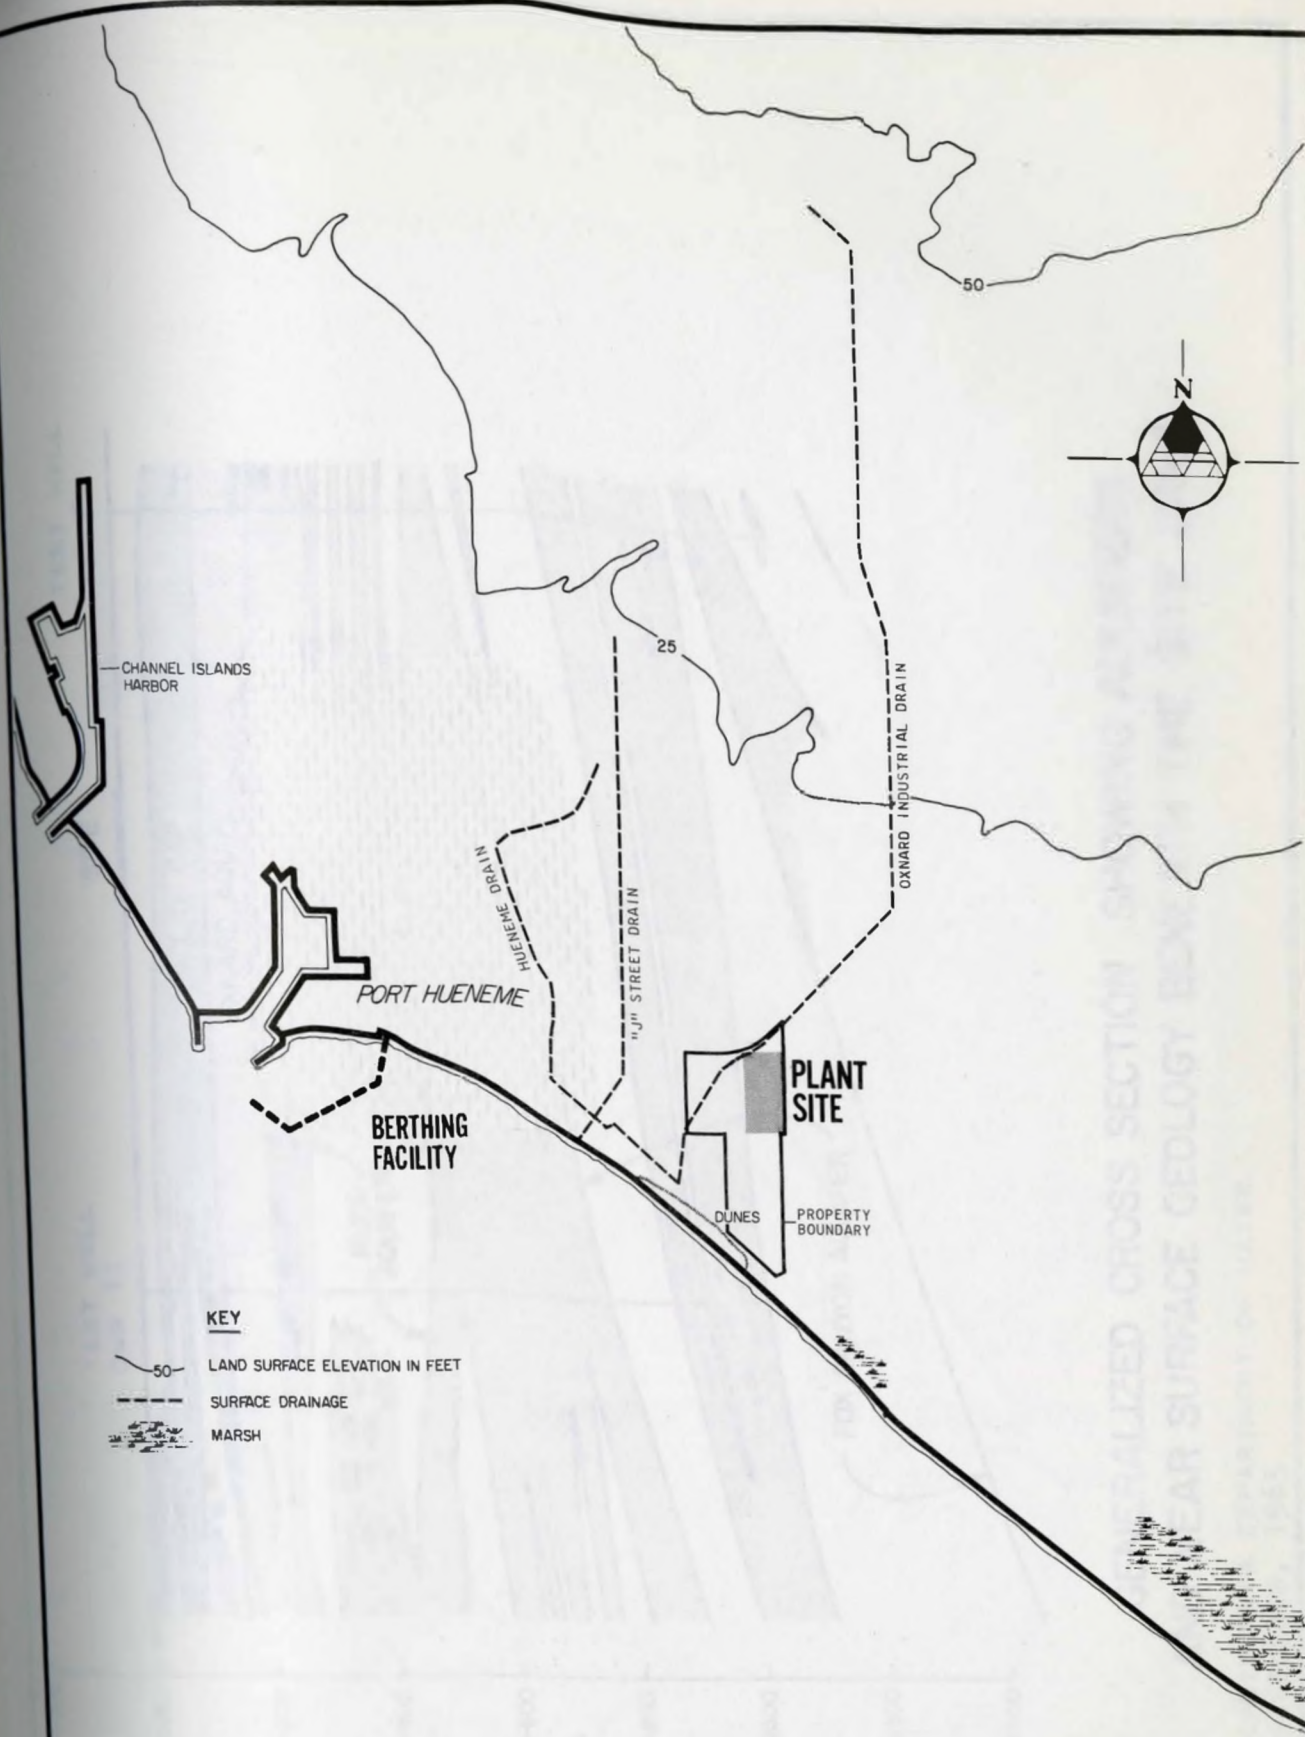 50
N
CHANNEL ISLANDS
HARBOR
25
OXNARD INDUSTRIAL DRAIN
HUENEME DRAIN
"J" STREET DRAIN
PORT HUENEME
PLANT
SITE
BERTHING
FACILITY
DUNES
PROPERTY
BOUNDARY
KEY
50 LAND SURFACE ELEVATION IN FEET
SURFACE DRAINAGE
MARSH